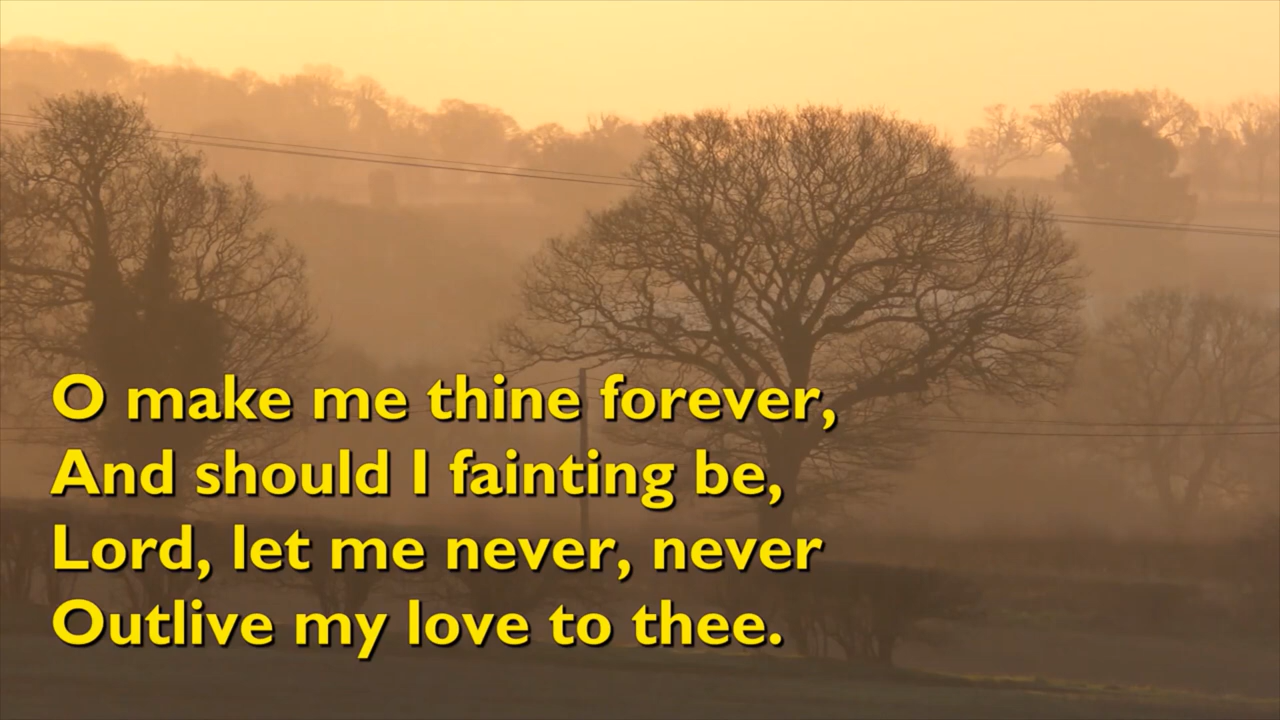 O make me thine forever,
And should I fainting be,
Lord, let me never, never
Outlive my love to thee.